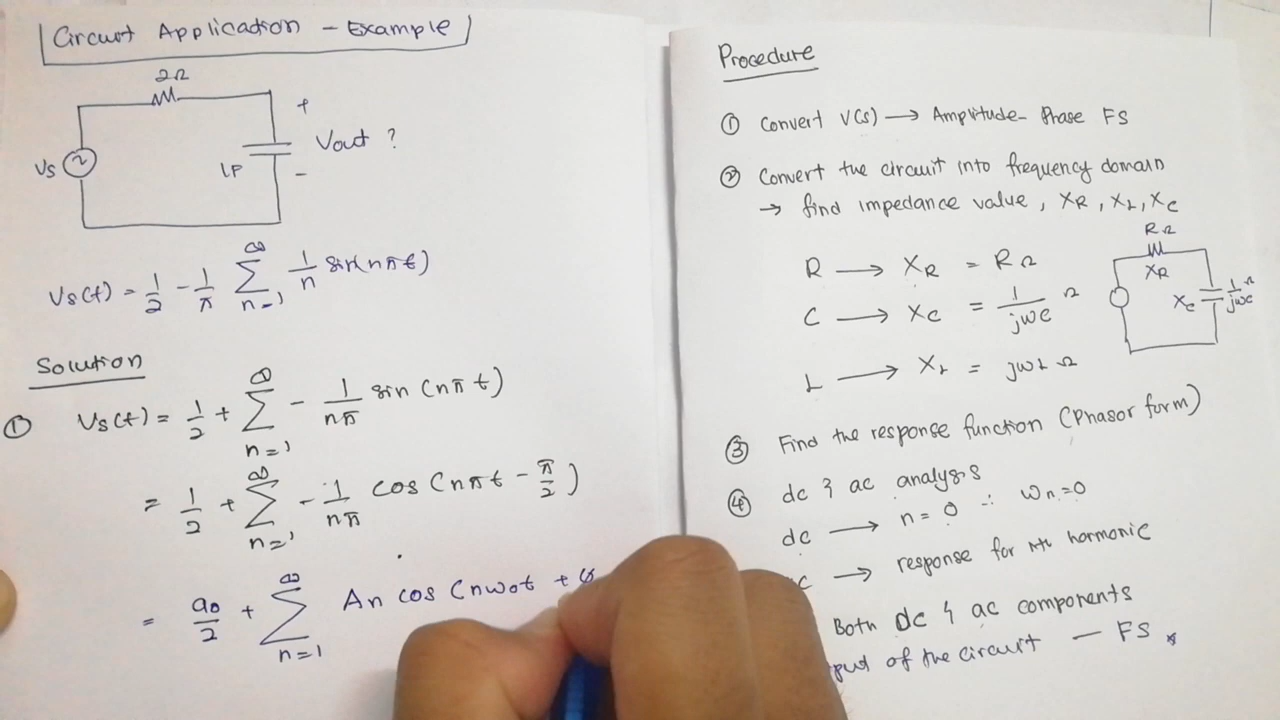 Circuit Application - Example
2Ω
+
Vs
1F
Vout ?
-
Vs(t) = 1/2 - 1/π ∑ n=1 ∞ 1/n sin(nπt)
Solution
① Vs(t) = 1/2 + ∑ n=1 ∞ - 1/nπ sin (nπt)
= 1/2 + ∑ n=1 ∞ - 1/nπ cos (nπt - π/2)
= a0/2 + ∑ n=1 ∞ An cos (nω0t +
Procedure
① Convert V(s) → Amplitude- Phase FS
② Convert the circuit into frequency domain
→ find impedance value, XR, XL, XC
R → XR = RΩ
C → XC = 1/jωC Ω
L → XL = jωL Ω
RΩ
XR
XC 1/jωC Ω
③ Find the response function (Phasor form)
④ dc & ac analysis
dc → n = 0 ∴ ωn=0
→ response for nth harmonic
Both dc & ac components
of the circuit - FS